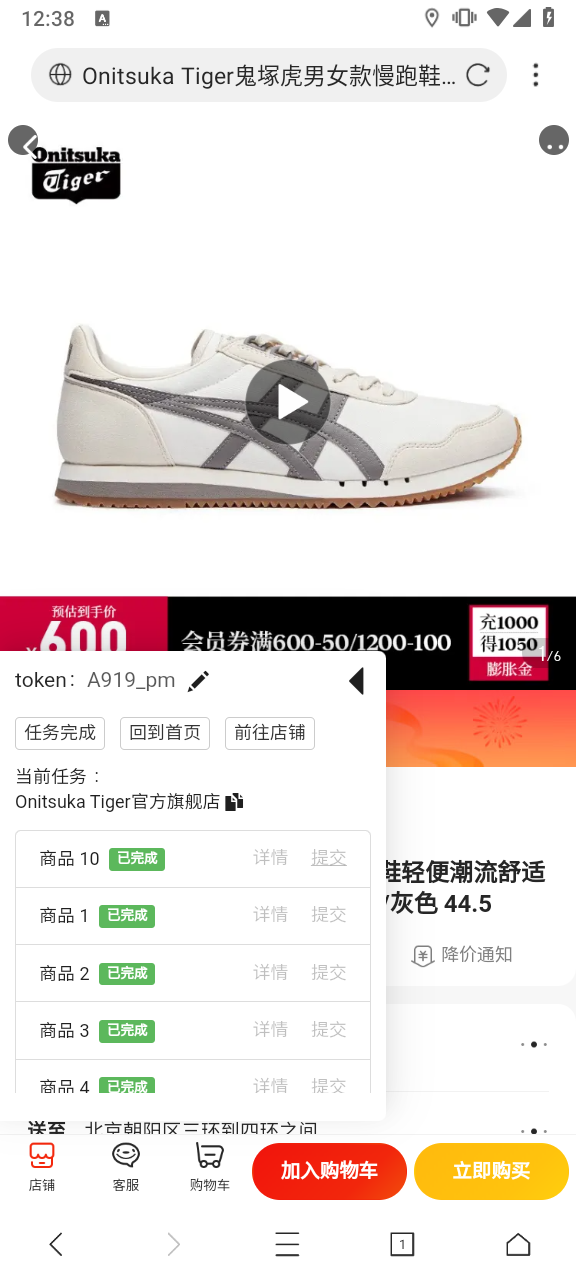 12:38 A
Onitsuka Tiger鬼塚虎男女款慢跑鞋...
Onitsuka
Tiger
预估到手价
¥600
会员券满600-50/1200-100
充1000
得1050
膨胀金
1/6
token: A919_pm
任务完成 回到首页 前往店铺
当前任务：
Onitsuka Tiger官方旗舰店
商品 10 已完成 详情 提交
商品 1 已完成 详情 提交
商品 2 已完成 详情 提交
商品 3 已完成 详情 提交
商品 4 已完成 详情 提交
鞋轻便潮流舒适
/灰色 44.5
降价通知
送至 北京朝阳区三环到四环之间
店铺 客服 购物车 加入购物车 立即购买
1